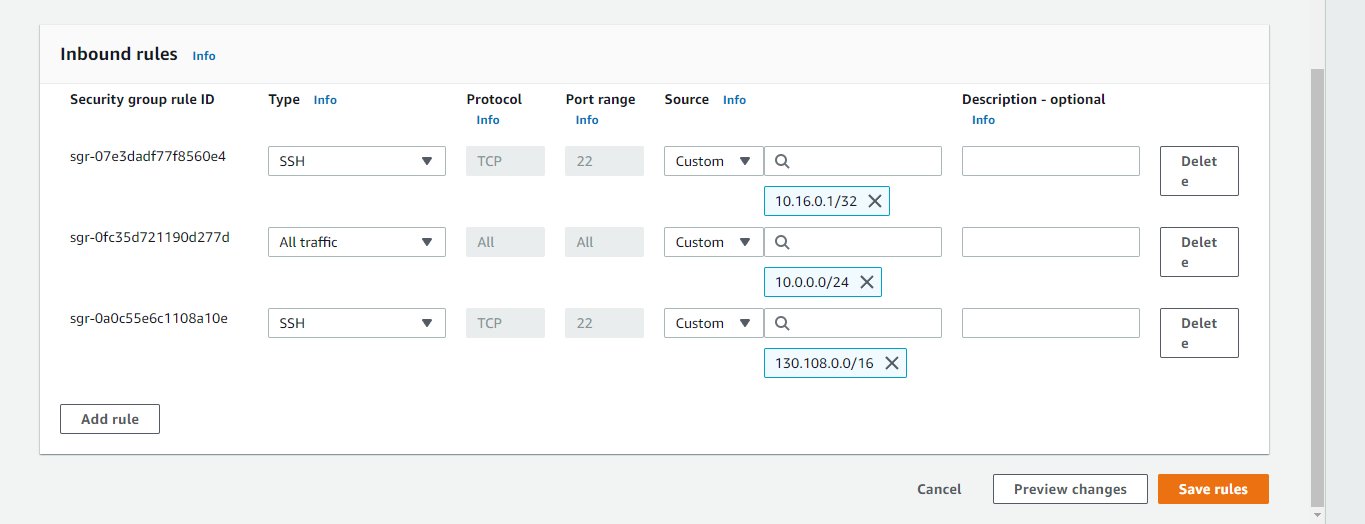 Inbound rules Info
Security group rule ID Type Info Protocol Info Port range Info Source Info Description - optional Info
sgr-07e3dadf77f8560e4 SSH TCP 22 Custom Delete
10.16.0.1/32
sgr-0fc35d721190d277d All traffic All All Custom Delete
10.0.0.0/24
sgr-0a0c55e6c1108a10e SSH TCP 22 Custom Delete
130.108.0.0/16
Add rule
Cancel Preview changes Save rules